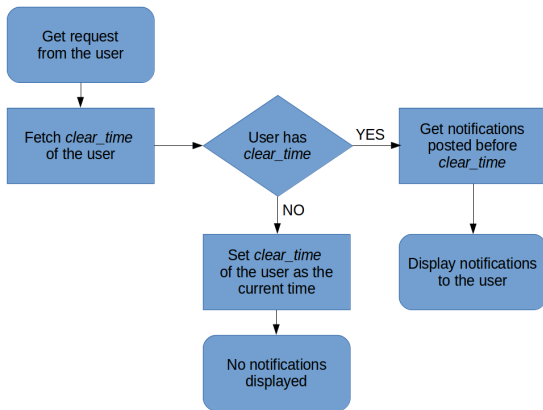 Get request
from the user
Fetch clear_time
of the user
User has
clear_time
YES
Get notifications
posted before
clear_time
NO
Set clear_time
of the user as the
current time
Display notifications
to the user
No notifications
displayed